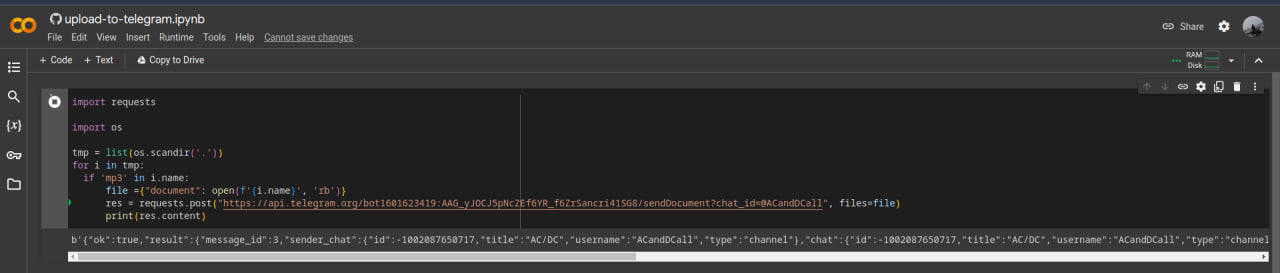 upload-to-telegram.ipynb
File Edit View Insert Runtime Tools Help Cannot save changes
Share
+ Code + Text Copy to Drive
RAM
Disk
import requests
import os
tmp = list(os.scandir('.'))
for i in tmp:
if 'mp3' in i.name:
file ={"document": open(f'{i.name}', 'rb')}
res = requests.post("https://api.telegram.org/bot1601623419:AAG_yJOCJ5pNcZEf6YR_f6ZrSancri41SG8/sendDocument?chat_id=@ACandDCall", files=file)
print(res.content)
b'{"ok":true,"result":{"message_id":3,"sender_chat":{"id":-1002087650717,"title":"AC/DC","username":"ACandDCall","type":"channel"},"chat":{"id":-1002087650717,"title":"AC/DC","username":"ACandDCall","type":"channel